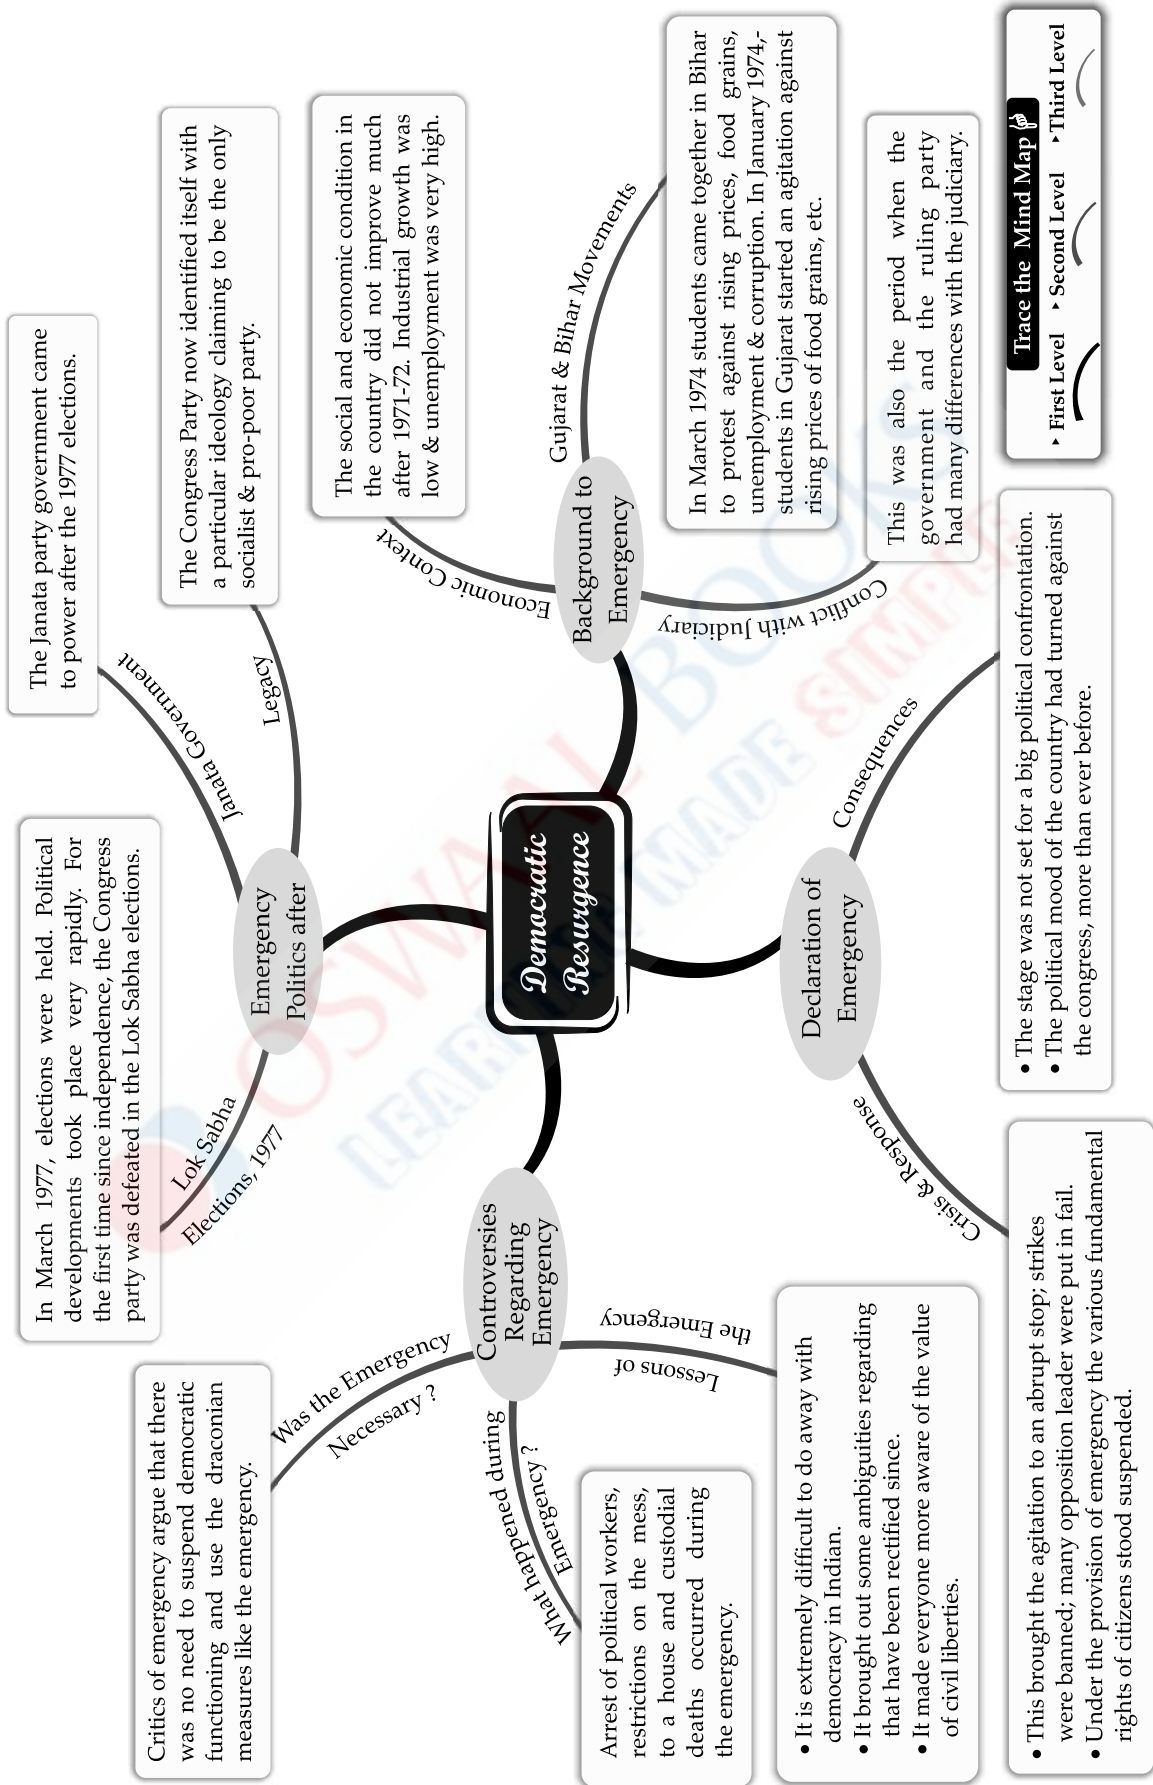 Democratic
Resurgence
Background to
Emergency
Economic Context
The social and economic condition in
the country did not improve much
after 1971-72. Industrial growth was
low & unemployment was very high.
Gujarat & Bihar Movements
In March 1974 students came together in Bihar
to protest against rising prices, food grains,
unemployment & corruption. In January 1974,-
students in Gujarat started an agitation against
rising prices of food grains, etc.
Conflict with Judiciary
This was also the period when the
government and the ruling party
had many differences with the judiciary.
Declaration of
Emergency
Consequences
• The stage was not set for a big political confrontation.
• The political mood of the country had turned against
the congress, more than ever before.
Crisis & Response
• This brought the agitation to an abrupt stop; strikes
were banned; many opposition leader were put in fail.
• Under the provision of emergency the various fundamental
rights of citizens stood suspended.
Controversies
Regarding
Emergency
Lessons of
the Emergency
• It is extremely difficult to do away with
democracy in Indian.
• It brought out some ambiguities regarding
that have been rectified since.
• It made everyone more aware of the value
of civil liberties.
What happened during
Emergency ?
Arrest of political workers,
restrictions on the mess,
to a house and custodial
deaths occurred during
the emergency.
Was the Emergency
Necessary ?
Critics of emergency argue that there
was no need to suspend democratic
functioning and use the draconian
measures like the emergency.
Emergency
Politics after
Lok Sabha
Elections, 1977
In March 1977, elections were held. Political
developments took place very rapidly. For
the first time since independence, the Congress
party was defeated in the Lok Sabha elections.
Janata Government
The Janata party government came
to power after the 1977 elections.
Legacy
The Congress Party now identified itself with
a particular ideology claiming to be the only
socialist & pro-poor party.
Trace the Mind Map
▸ First Level ▸ Second Level ▸ Third Level
OSWAAL BOOKS
LEARNING MADE SIMPLE